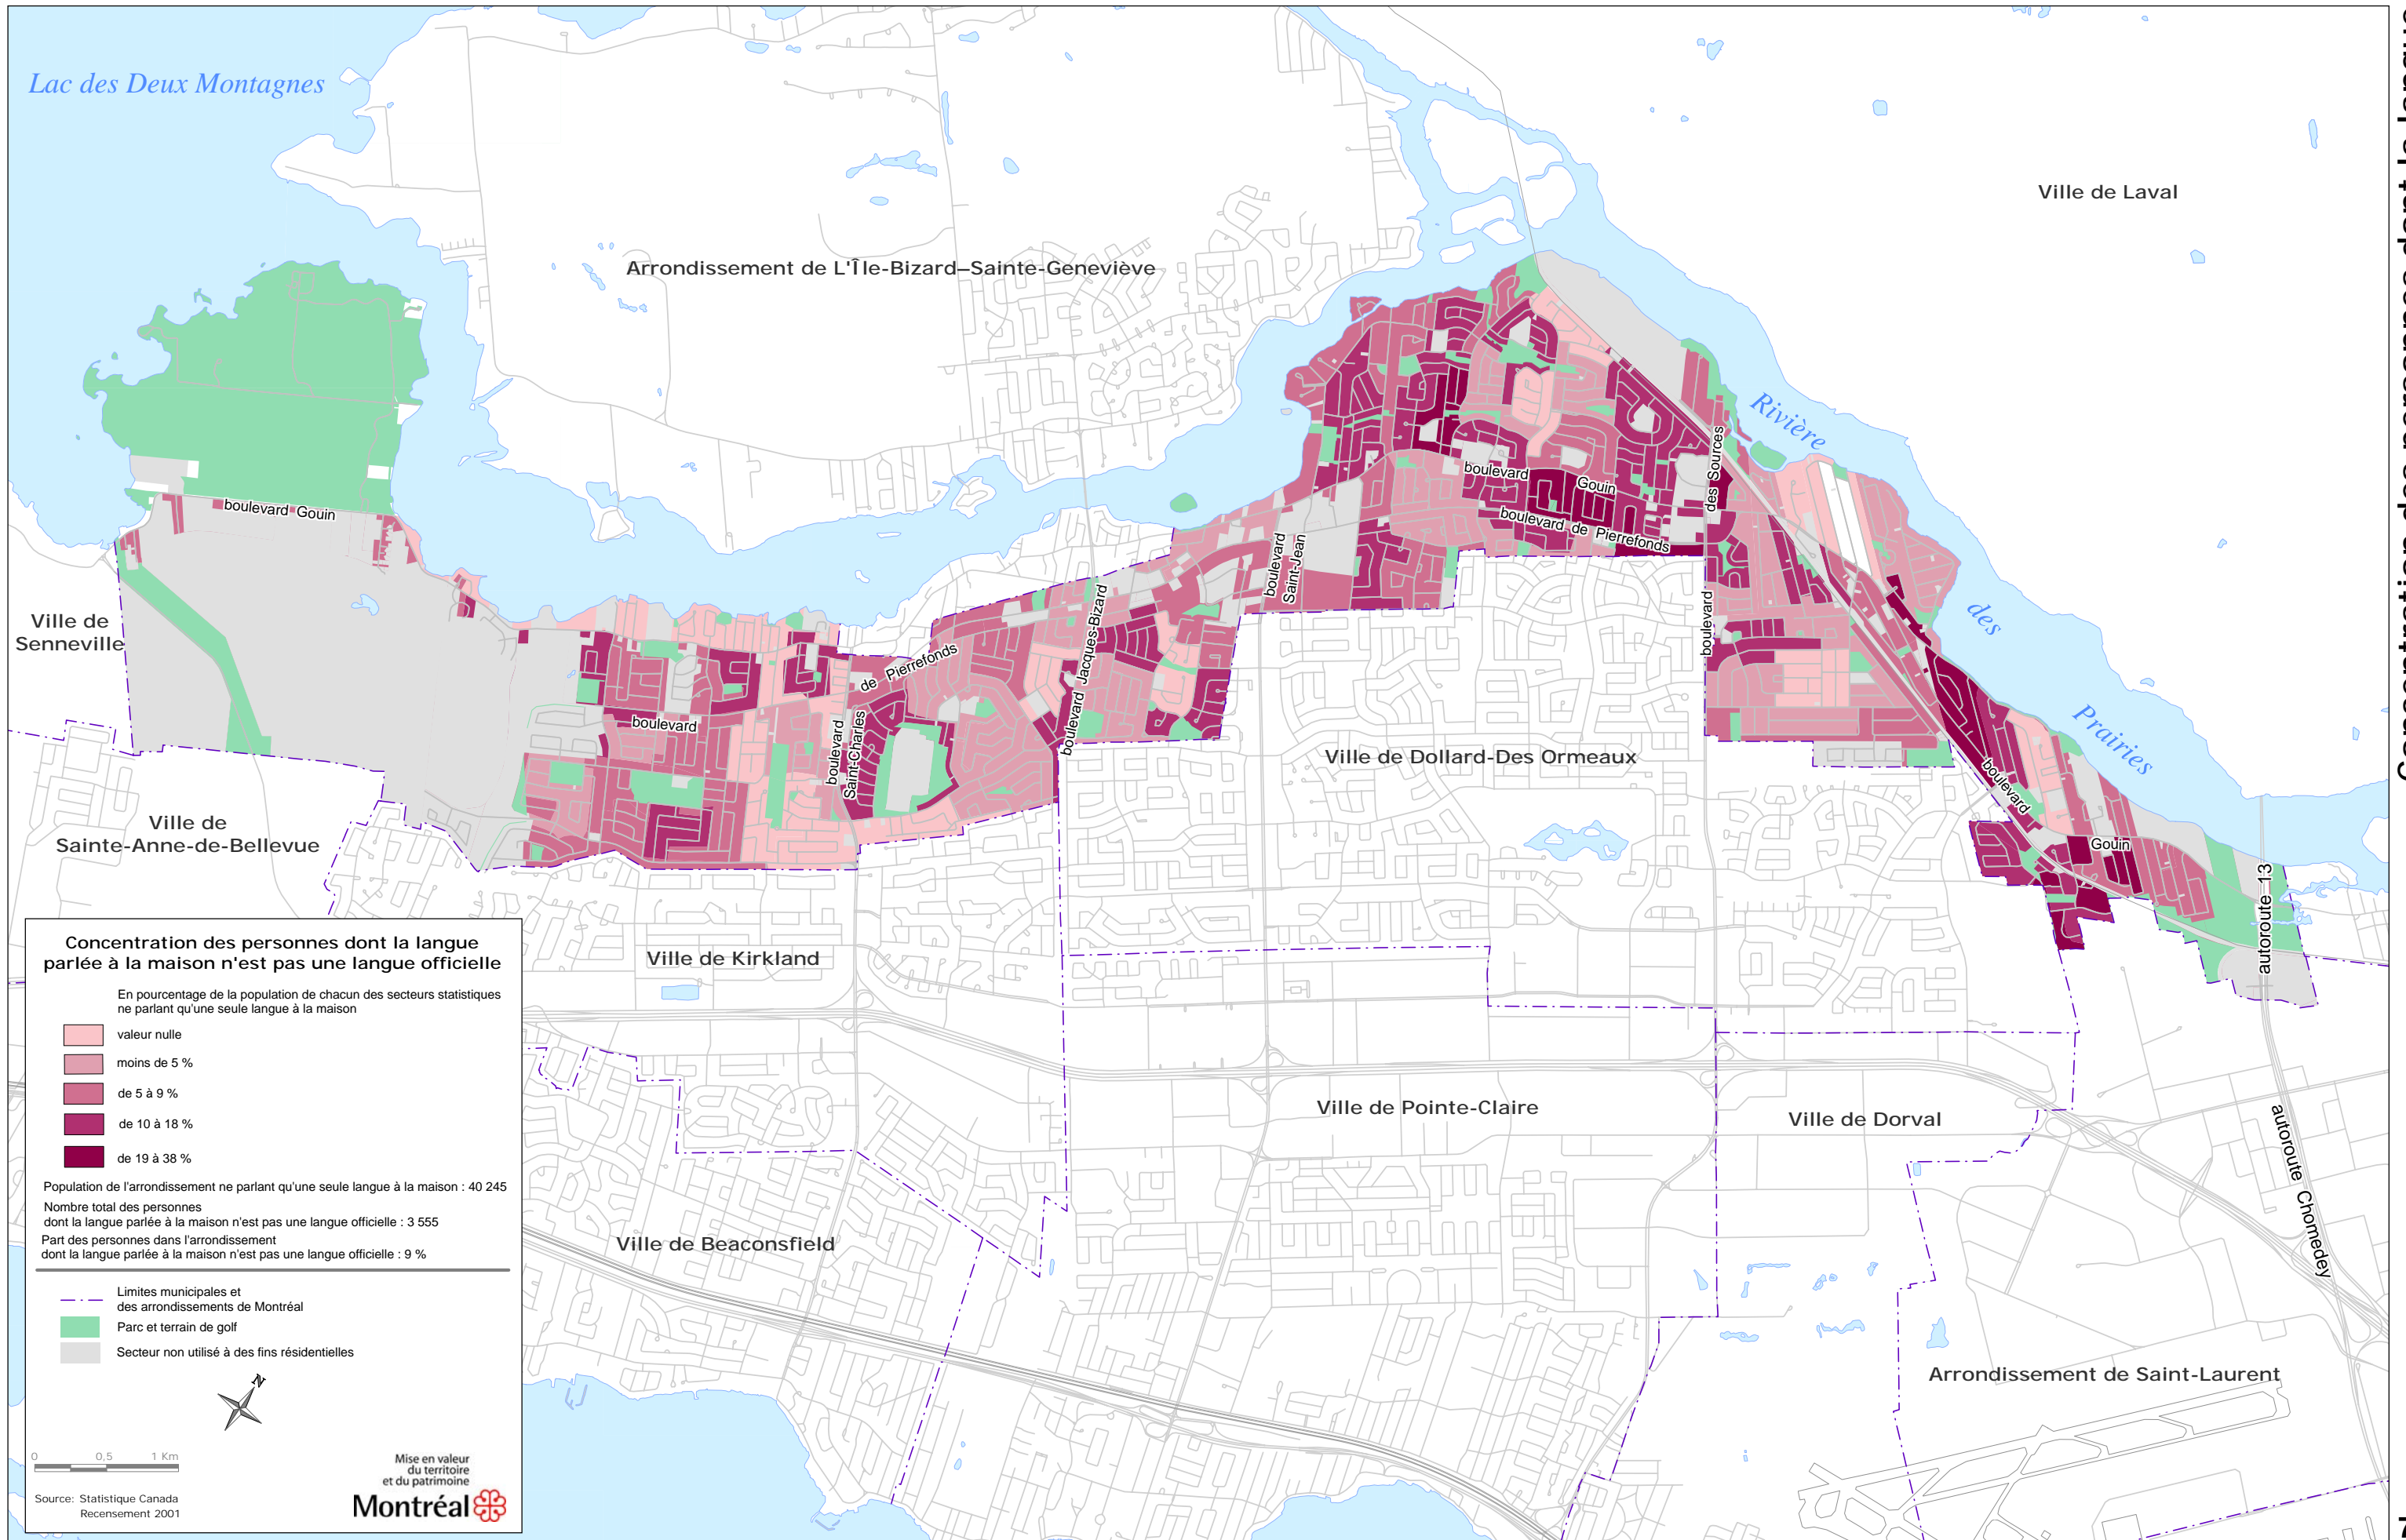 Lac des Deux Montagnes
Ville de Laval
Arrondissement de L'Île-Bizard–Sainte-Geneviève
Rivière
des
Prairies
boulevard Gouin
boulevard
Gouin
des Sources
boulevard de Pierrefonds
boulevard
Saint-Jean
boulevard
boulevard Jacques-Bizard
de Pierrefonds
boulevard
boulevard
Saint-Charles
Ville de
Senneville
Ville de
Sainte-Anne-de-Bellevue
Ville de Dollard-Des Ormeaux
boulevard
Gouin
autoroute 13
Ville de Kirkland
Ville de Pointe-Claire
Ville de Dorval
autoroute Chomedey
Ville de Beaconsfield
Arrondissement de Saint-Laurent
Concentration des personnes dont la langue
Concentration des personnes dont la langue
parlée à la maison n'est pas une langue officielle
En pourcentage de la population de chacun des secteurs statistiques
ne parlant qu'une seule langue à la maison
valeur nulle
moins de 5 %
de 5 à 9 %
de 10 à 18 %
de 19 à 38 %
Population de l'arrondissement ne parlant qu'une seule langue à la maison : 40 245
Nombre total des personnes
dont la langue parlée à la maison n'est pas une langue officielle : 3 555
Part des personnes dans l'arrondissement
dont la langue parlée à la maison n'est pas une langue officielle : 9 %
Limites municipales et
des arrondissements de Montréal
Parc et terrain de golf
Secteur non utilisé à des fins résidentielles
N
0 0,5 1 Km
Source: Statistique Canada
Recensement 2001
Mise en valeur
du territoire
et du patrimoine
Montréal